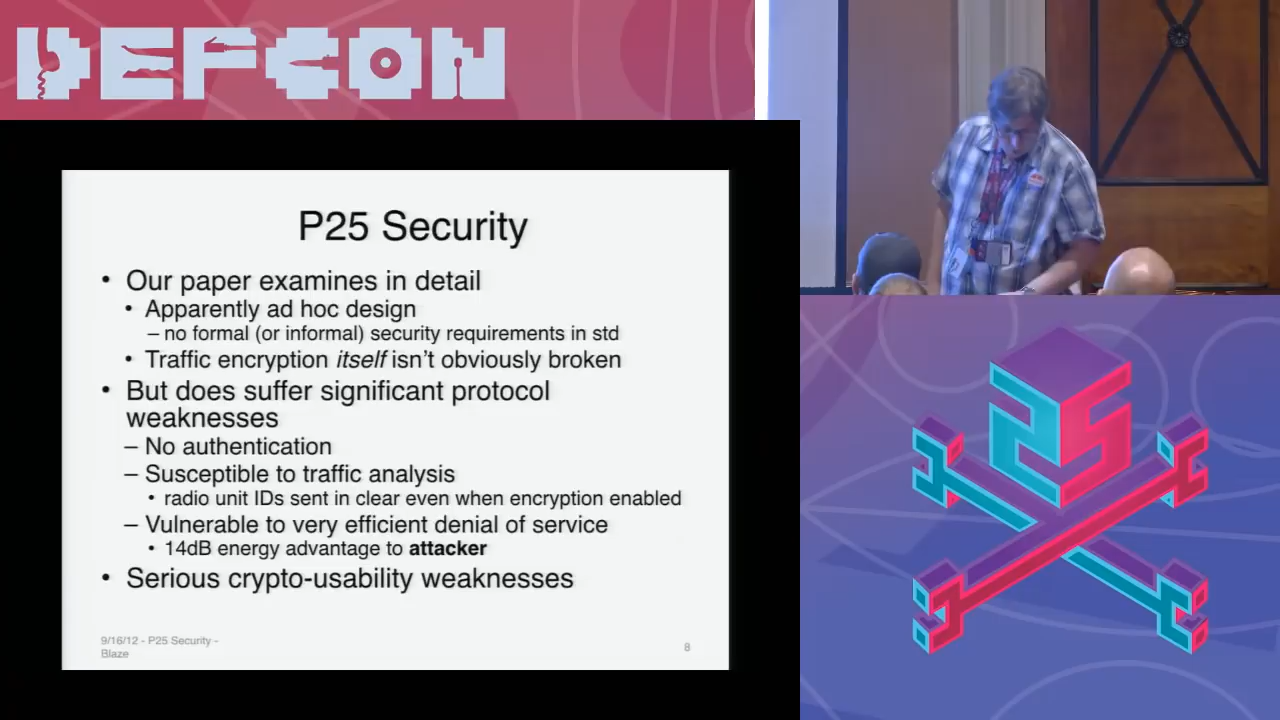 DEFCON
P25 Security
• Our paper examines in detail
• Apparently ad hoc design
– no formal (or informal) security requirements in std
• Traffic encryption itself isn't obviously broken
• But does suffer significant protocol
weaknesses
– No authentication
– Susceptible to traffic analysis
• radio unit IDs sent in clear even when encryption enabled
– Vulnerable to very efficient denial of service
• 14dB energy advantage to attacker
• Serious crypto-usability weaknesses
9/16/12 - P25 Security -
Blaze
8
25